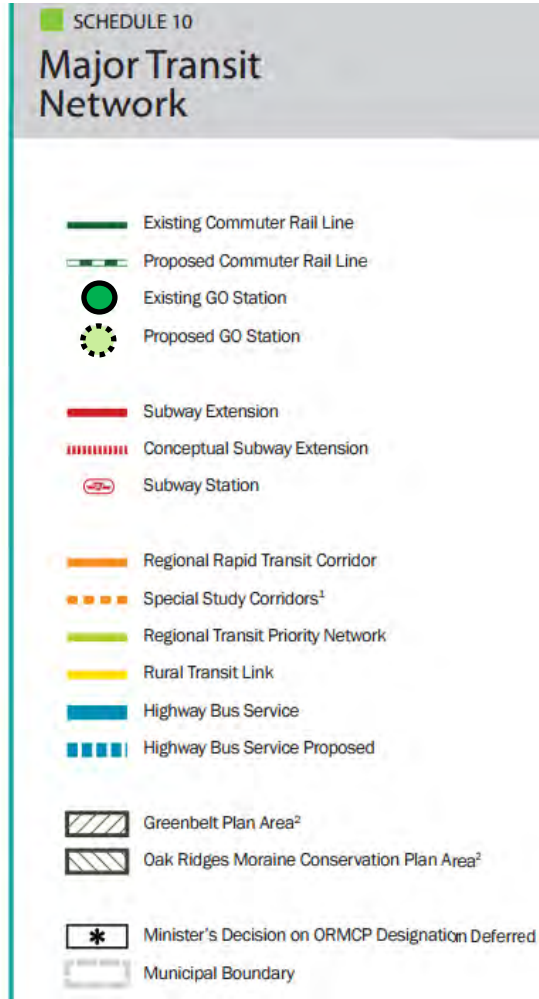 SCHEDULE 10
Major Transit
Network
Existing Commuter Rail Line
Proposed Commuter Rail Line
Existing GO Station
Proposed GO Station
Subway Extension
Conceptual Subway Extension
Subway Station
Regional Rapid Transit Corridor
Special Study Corridors¹
Regional Transit Priority Network
Rural Transit Link
Highway Bus Service
Highway Bus Service Proposed
Greenbelt Plan Area²
Oak Ridges Moraine Conservation Plan Area²
Minister's Decision on ORMCP Designation Deferred
Municipal Boundary